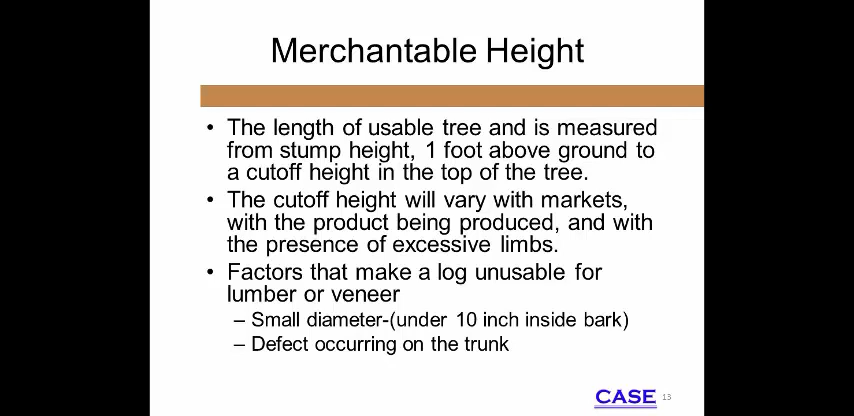 Merchantable Height
• The length of usable tree and is measured
from stump height, 1 foot above ground to
a cutoff height in the top of the tree.
• The cutoff height will vary with markets,
with the product being produced, and with
the presence of excessive limbs.
• Factors that make a log unusable for
lumber or veneer
– Small diameter-(under 10 inch inside bark)
– Defect occurring on the trunk
CASE 13